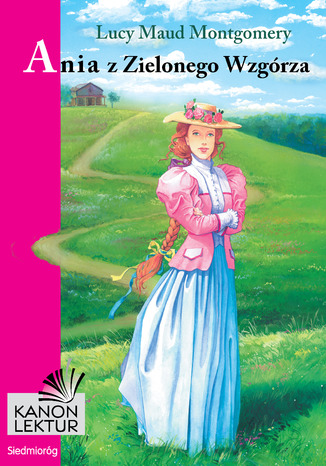 Lucy Maud Montgomery
Ania z Zielonego Wzgórza
KANON
LEKTUR
Siedmioróg